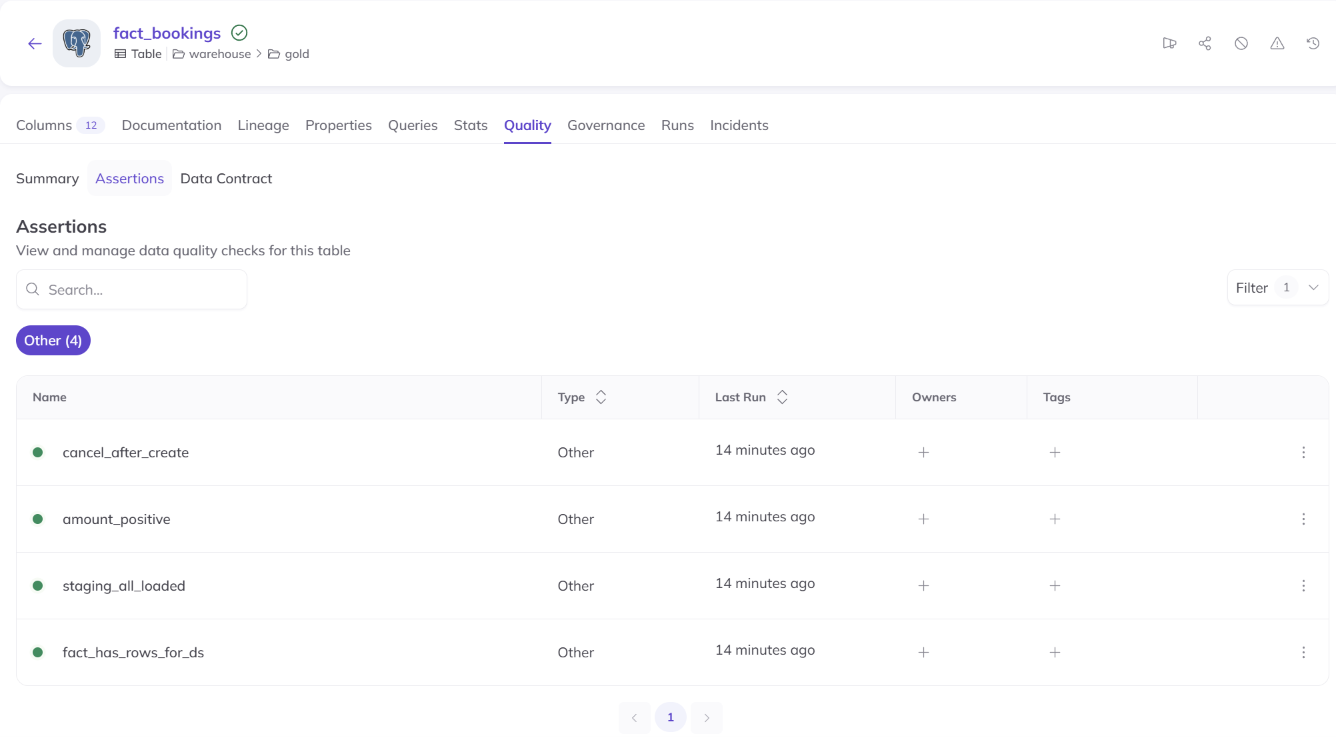 fact_bookings
Table warehouse gold
Columns 12 Documentation Lineage Properties Queries Stats Quality Governance Runs Incidents
Summary Assertions Data Contract
Assertions
View and manage data quality checks for this table
Search...
Filter 1
Other (4)
Name Type Last Run Owners Tags
cancel_after_create Other 14 minutes ago
amount_positive Other 14 minutes ago
staging_all_loaded Other 14 minutes ago
fact_has_rows_for_ds Other 14 minutes ago
1